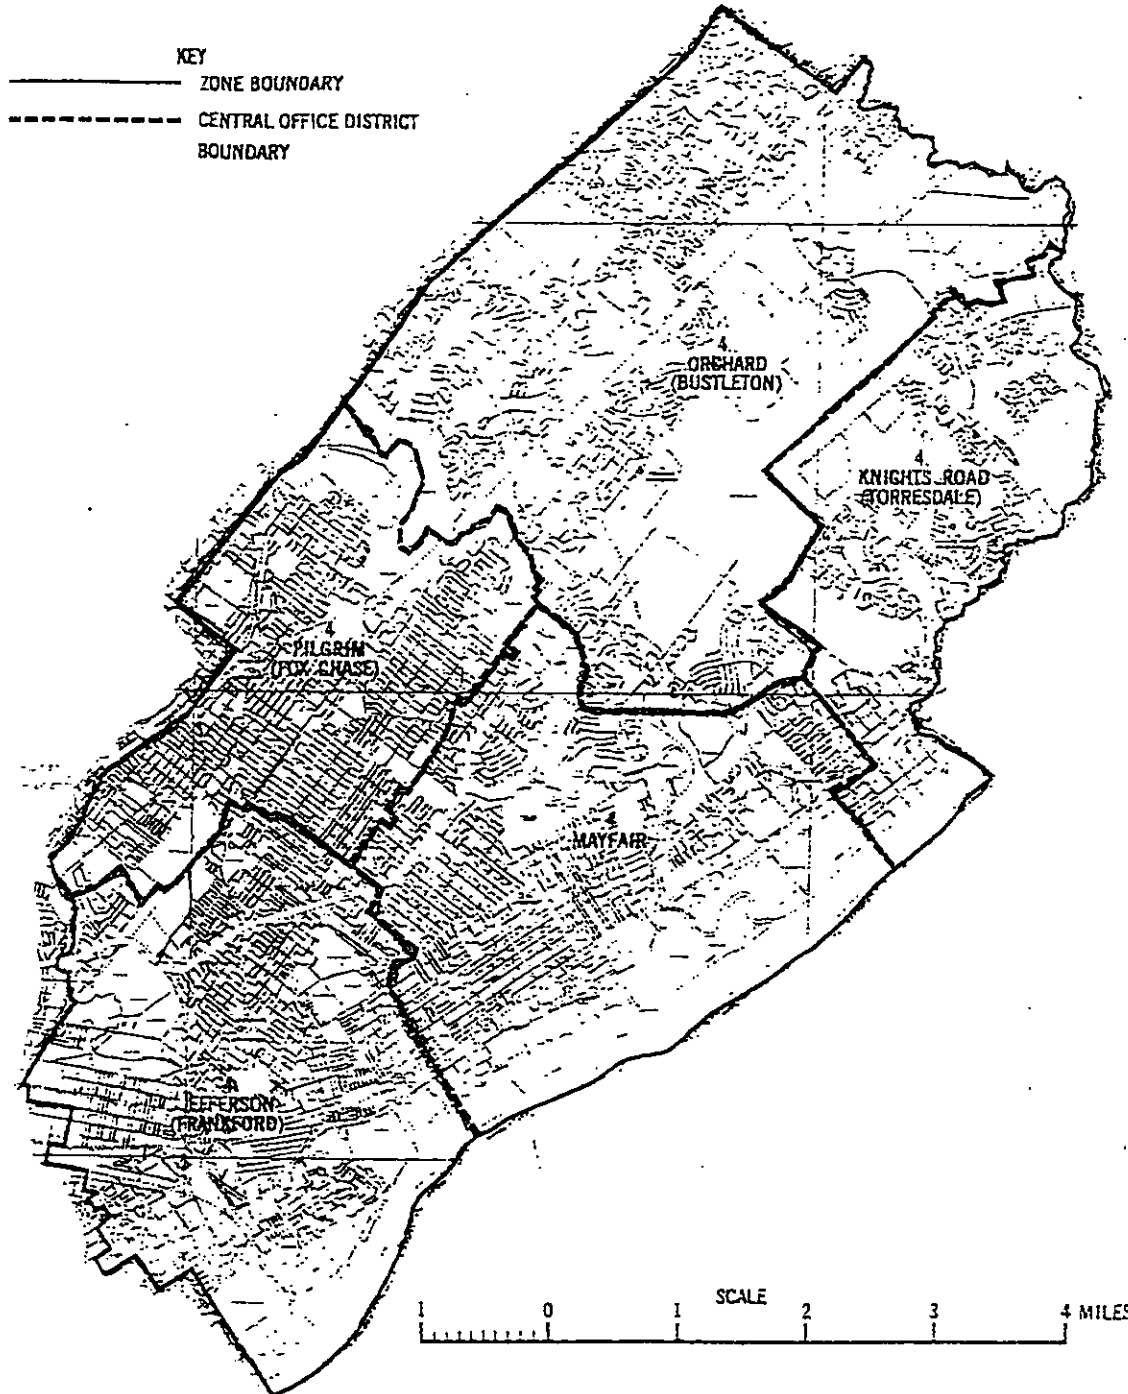 KEY
ZONE BOUNDARY
CENTRAL OFFICE DISTRICT
BOUNDARY
4
ORCHARD
(BUSTLETON)
4
KNIGHTS ROAD
(TORRESDALE)
4
PILGRIM
(FOX CHASE)
4
MAYFAIR
4
JEFFERSON
(FRANKFORD)
SCALE
1 0 1 2 3 4 MILES